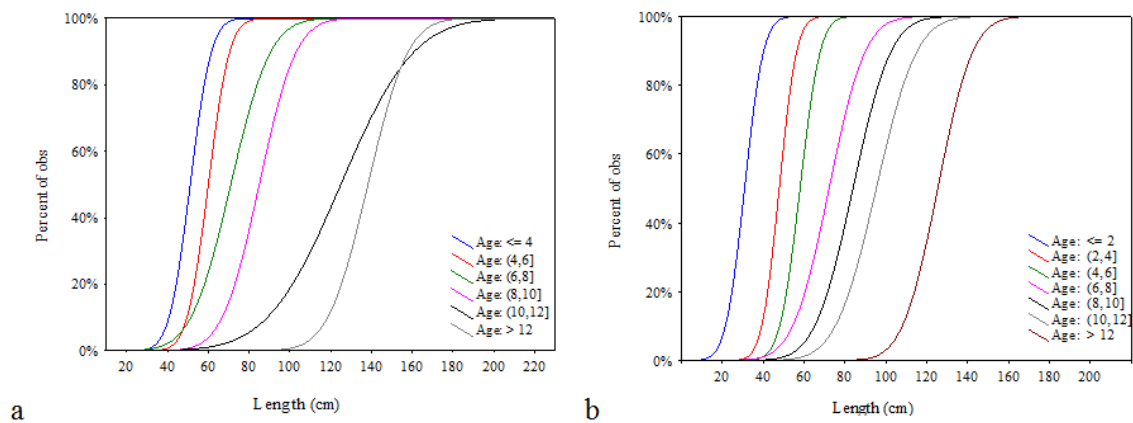 100%
80%
60%
40%
20%
0%
Percent of obs
20 40 60 80 100 120 140 160 180 200 220
Length (cm)
Age: <= 4
Age: (4,6]
Age: (6,8]
Age: (8,10]
Age: (10,12]
Age: > 12
a
100%
80%
60%
40%
20%
0%
Percent of obs
20 40 60 80 100 120 140 160 180 200
Length (cm)
Age: <= 2
Age: (2,4]
Age: (4,6]
Age: (6,8]
Age: (8,10]
Age: (10,12]
Age: > 12
b